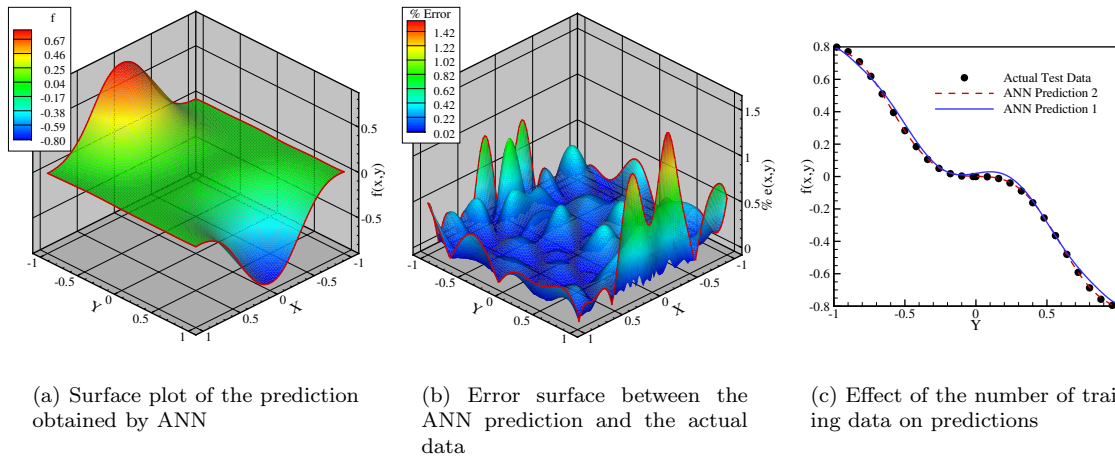 f
0.67
0.46
0.25
0.04
-0.17
-0.38
-0.59
-0.80
0.5
0
-0.5
f(x,y)
-1
-0.5
0
0.5
1
Y
-1
-0.5
0
0.5
1
X
% Error
1.42
1.22
1.02
0.82
0.62
0.42
0.22
0.02
1.5
1
0.5
0
% e(x,y)
-1
-0.5
0
0.5
1
Y
-1
-0.5
0
0.5
1
X
0.8
0.6
0.4
0.2
0
-0.2
-0.4
-0.6
-0.8
f(x,y)
-1
-0.5
0
0.5
Y
Actual Test Data
ANN Prediction 2
ANN Prediction 1
(a) Surface plot of the prediction
obtained by ANN
(b) Error surface between the
ANN prediction and the actual
data
(c) Effect of the number of trai
ing data on predictions